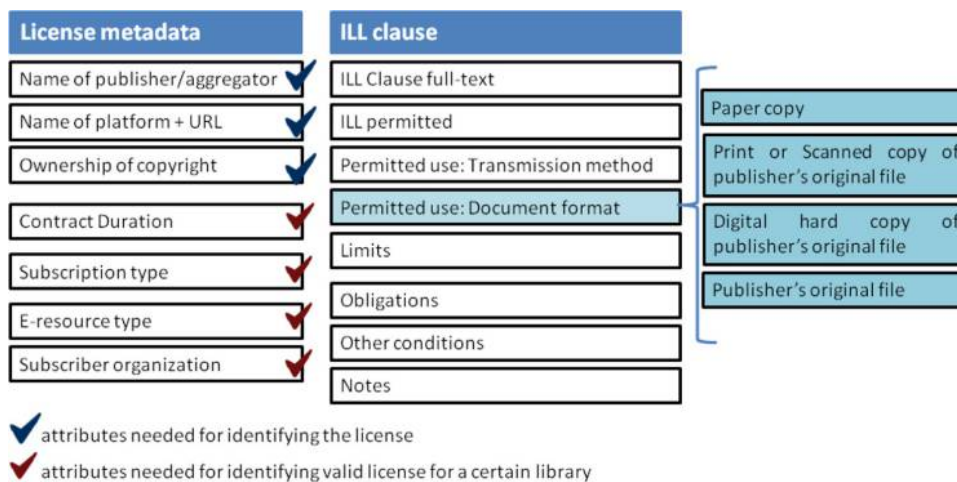 License metadata
Name of publisher/aggregator
Name of platform + URL
Ownership of copyright
Contract Duration
Subscription type
E-resource type
Subscriber organization
ILL clause
ILL Clause full-text
ILL permitted
Permitted use: Transmission method
Permitted use: Document format
Limits
Obligations
Other conditions
Notes
Paper copy
Print or Scanned copy of
publisher's original file
Digital hard copy of
publisher's original file
Publisher's original file
attributes needed for identifying the license
attributes needed for identifying valid license for a certain library